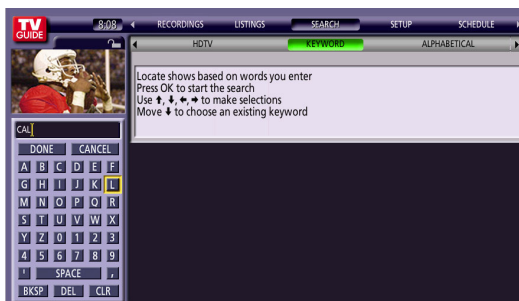 TV GUIDE 8:08 RECORDINGS LISTINGS SEARCH SETUP SCHEDULE
HDTV KEYWORD ALPHABETICAL
Locate shows based on words you enter
Press OK to start the search
Use ↑, ↓, ←, → to make selections
Move ↓ to choose an existing keyword
CAL
DONE CANCEL
A B C D E F
G H I J K L
M N O P Q R
S T U V W X
Y Z 0 1 2 3
4 5 6 7 8 9
' SPACE ,
BKSP DEL CLR